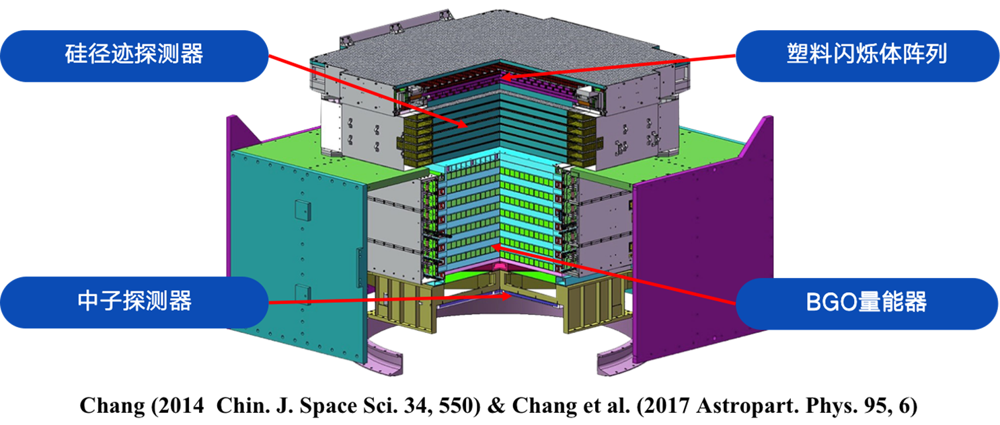 硅径迹探测器
塑料闪烁体阵列
中子探测器
BGO量能器
Chang (2014  Chin. J. Space Sci. 34, 550) & Chang et al. (2017 Astropart. Phys. 95, 6)